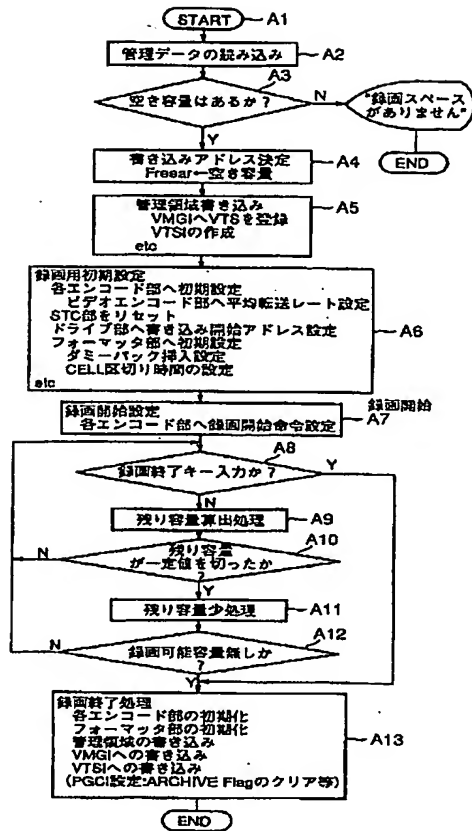 START
A1
管理データの読み込み
A2
A3
空き容量はあるか?
N
"録画スペース
がありません"
END
Y
書き込みアドレス決定
Freear←空き容量
A4
管理領域書き込み
VMGIへVTSを登録
VTSIの作成
etc
A5
録画用初期設定
各エンコード部へ初期設定
ビデオエンコード部へ平均転送レート設定
STC部をリセット
ドライブ部へ書き込み開始アドレス設定
フォーマッタ部へ初期設定
ダミーパック挿入設定
CELL区切り時間の設定
etc
A6
録画開始設定
各エンコード部へ録画開始命令設定
録画開始
A7
A8
録画終了キー入力か?
Y
N
残り容量算出処理
A9
A10
残り容量
が一定値を切ったか
?
N
Y
残り容量少処理
A11
A12
録画可能容量無しか
?
N
Y
録画終了処理
各エンコード部の初期化
フォーマッタ部の初期化
管理領域の書き込み
VMGIへの書き込み
VTSIへの書き込み
(PGCI設定:ARCHIVE Flagのクリア等)
A13
END